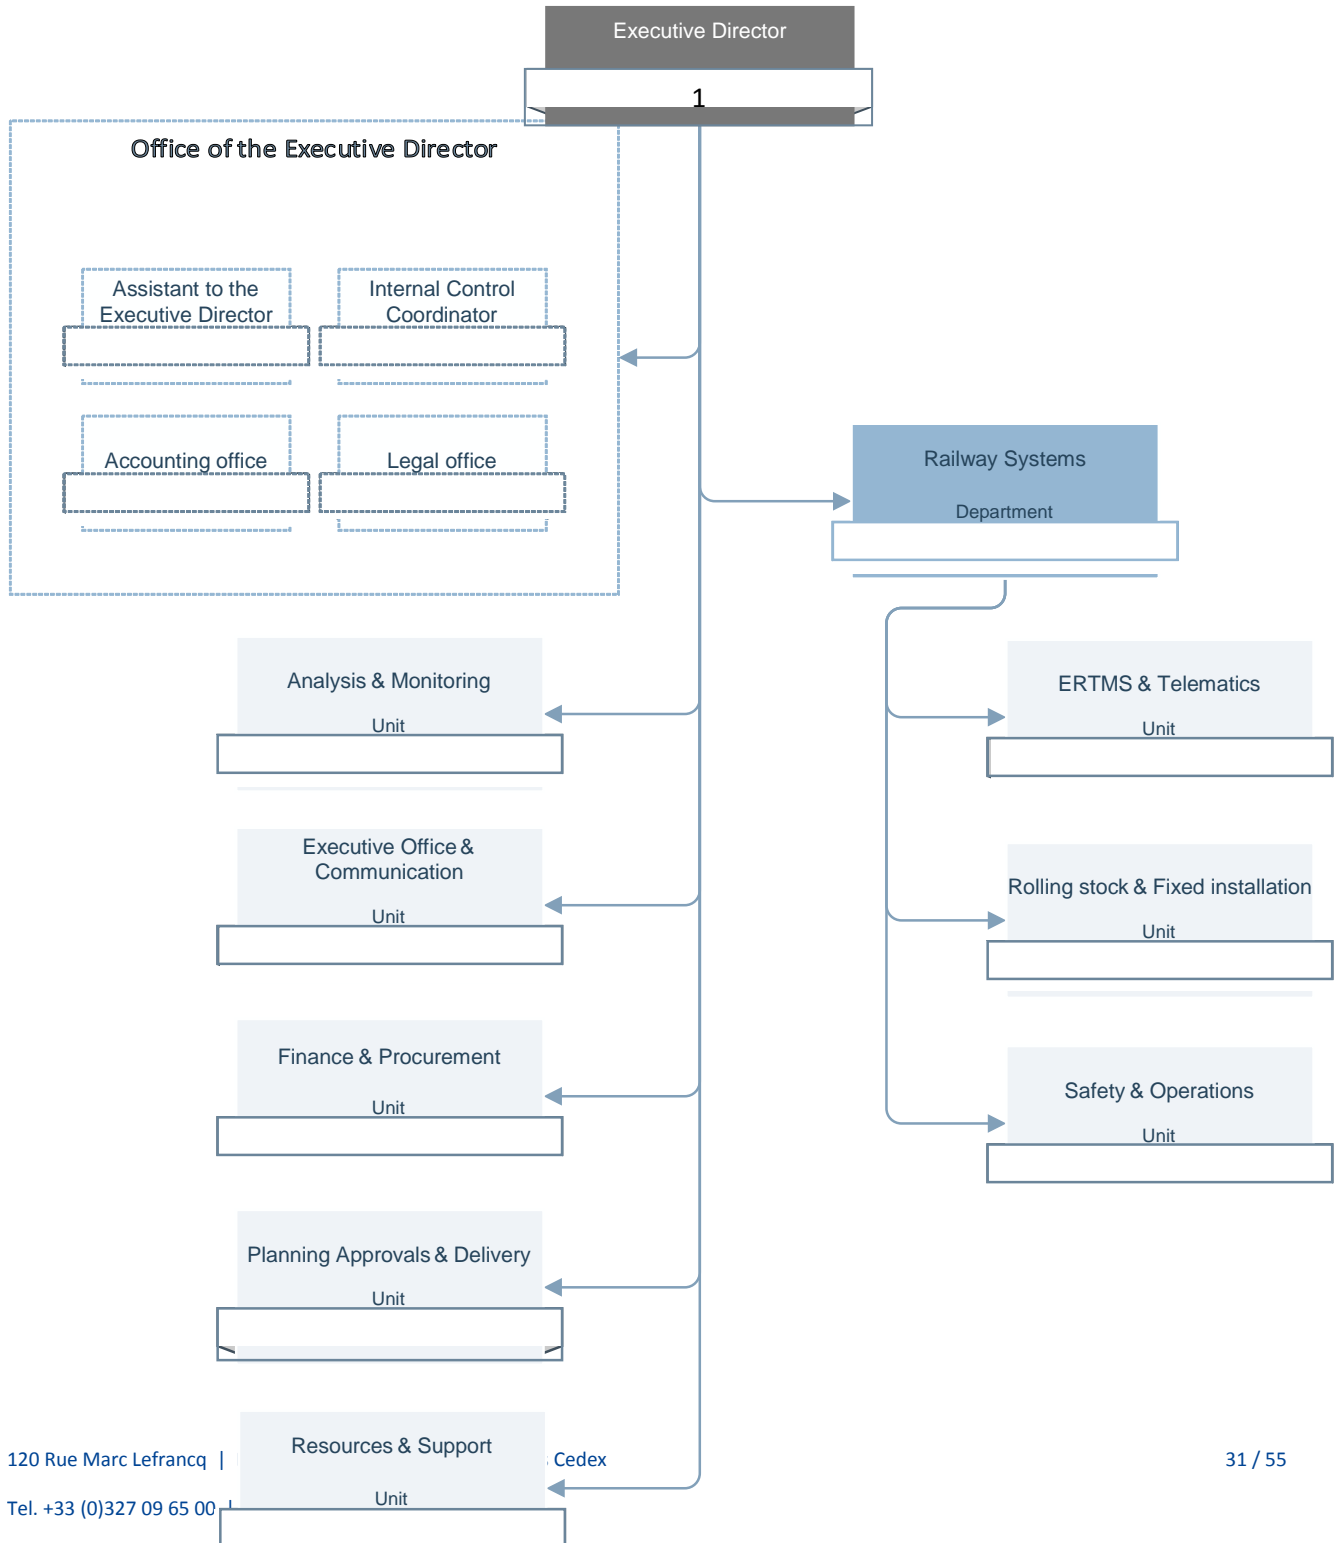 Executive Director
1
Office of the Executive Director
Assistant to the
Executive Director
Internal Control
Coordinator
Accounting office
Legal office
Railway Systems
Department
Analysis & Monitoring
Unit
ERTMS & Telematics
Unit
Executive Office &
Communication
Unit
Rolling stock & Fixed installation
Unit
Finance & Procurement
Unit
Safety & Operations
Unit
Planning Approvals & Delivery
Unit
Resources & Support
Unit
120 Rue Marc Lefrancq | Cedex
31 / 55
Tel. +33 (0)327 09 65 00 |